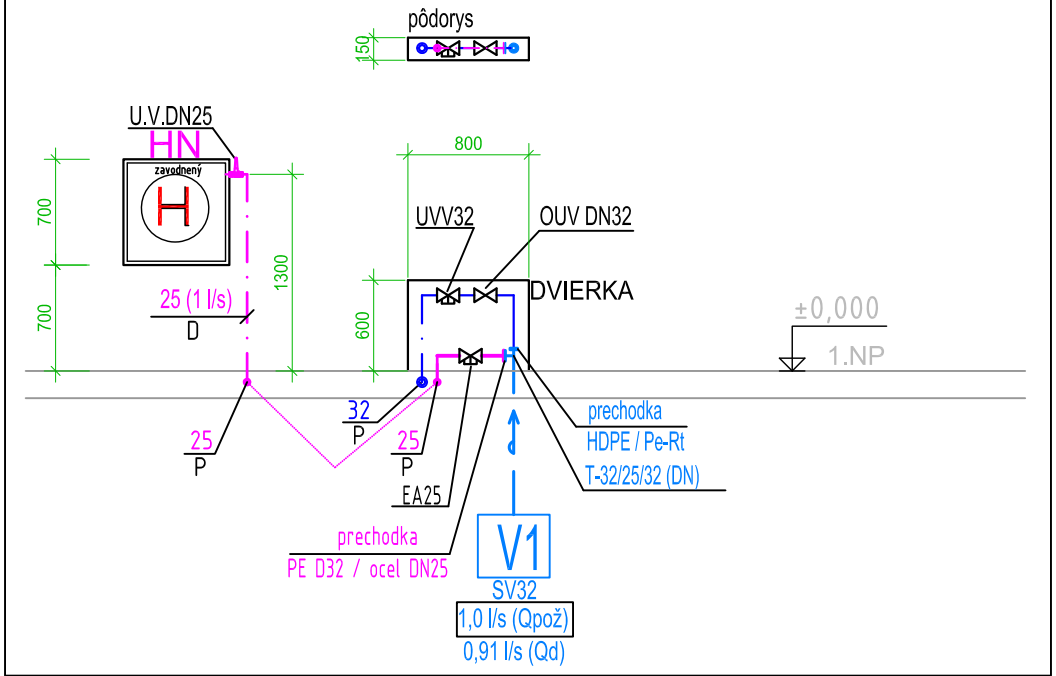 pôdorys
150
U.V.DN25
HN
zavodnený
H
700
700
1300
25 (1 l/s)
D
800
UVV32
OUV DN32
DVIERKA
600
±0,000
1.NP
25
P
32
P
25
P
EA25
prechodka
HDPE / Pe-Rt
T-32/25/32 (DN)
prechodka
PE D32 / ocel DN25
V1
SV32
1,0 l/s (Qpož)
0,91 l/s (Qd)